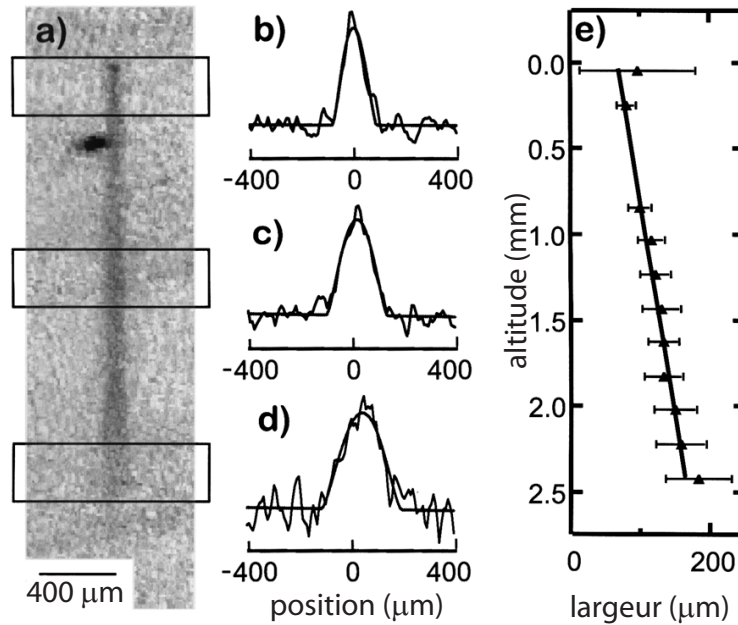 a)
400 µm
b)
-400 0 400
c)
-400 0 400
d)
-400 0 400
position (µm)
e)
altitude (mm)
0.0
0.5
1.0
1.5
2.0
2.5
0 200
largeur (µm)